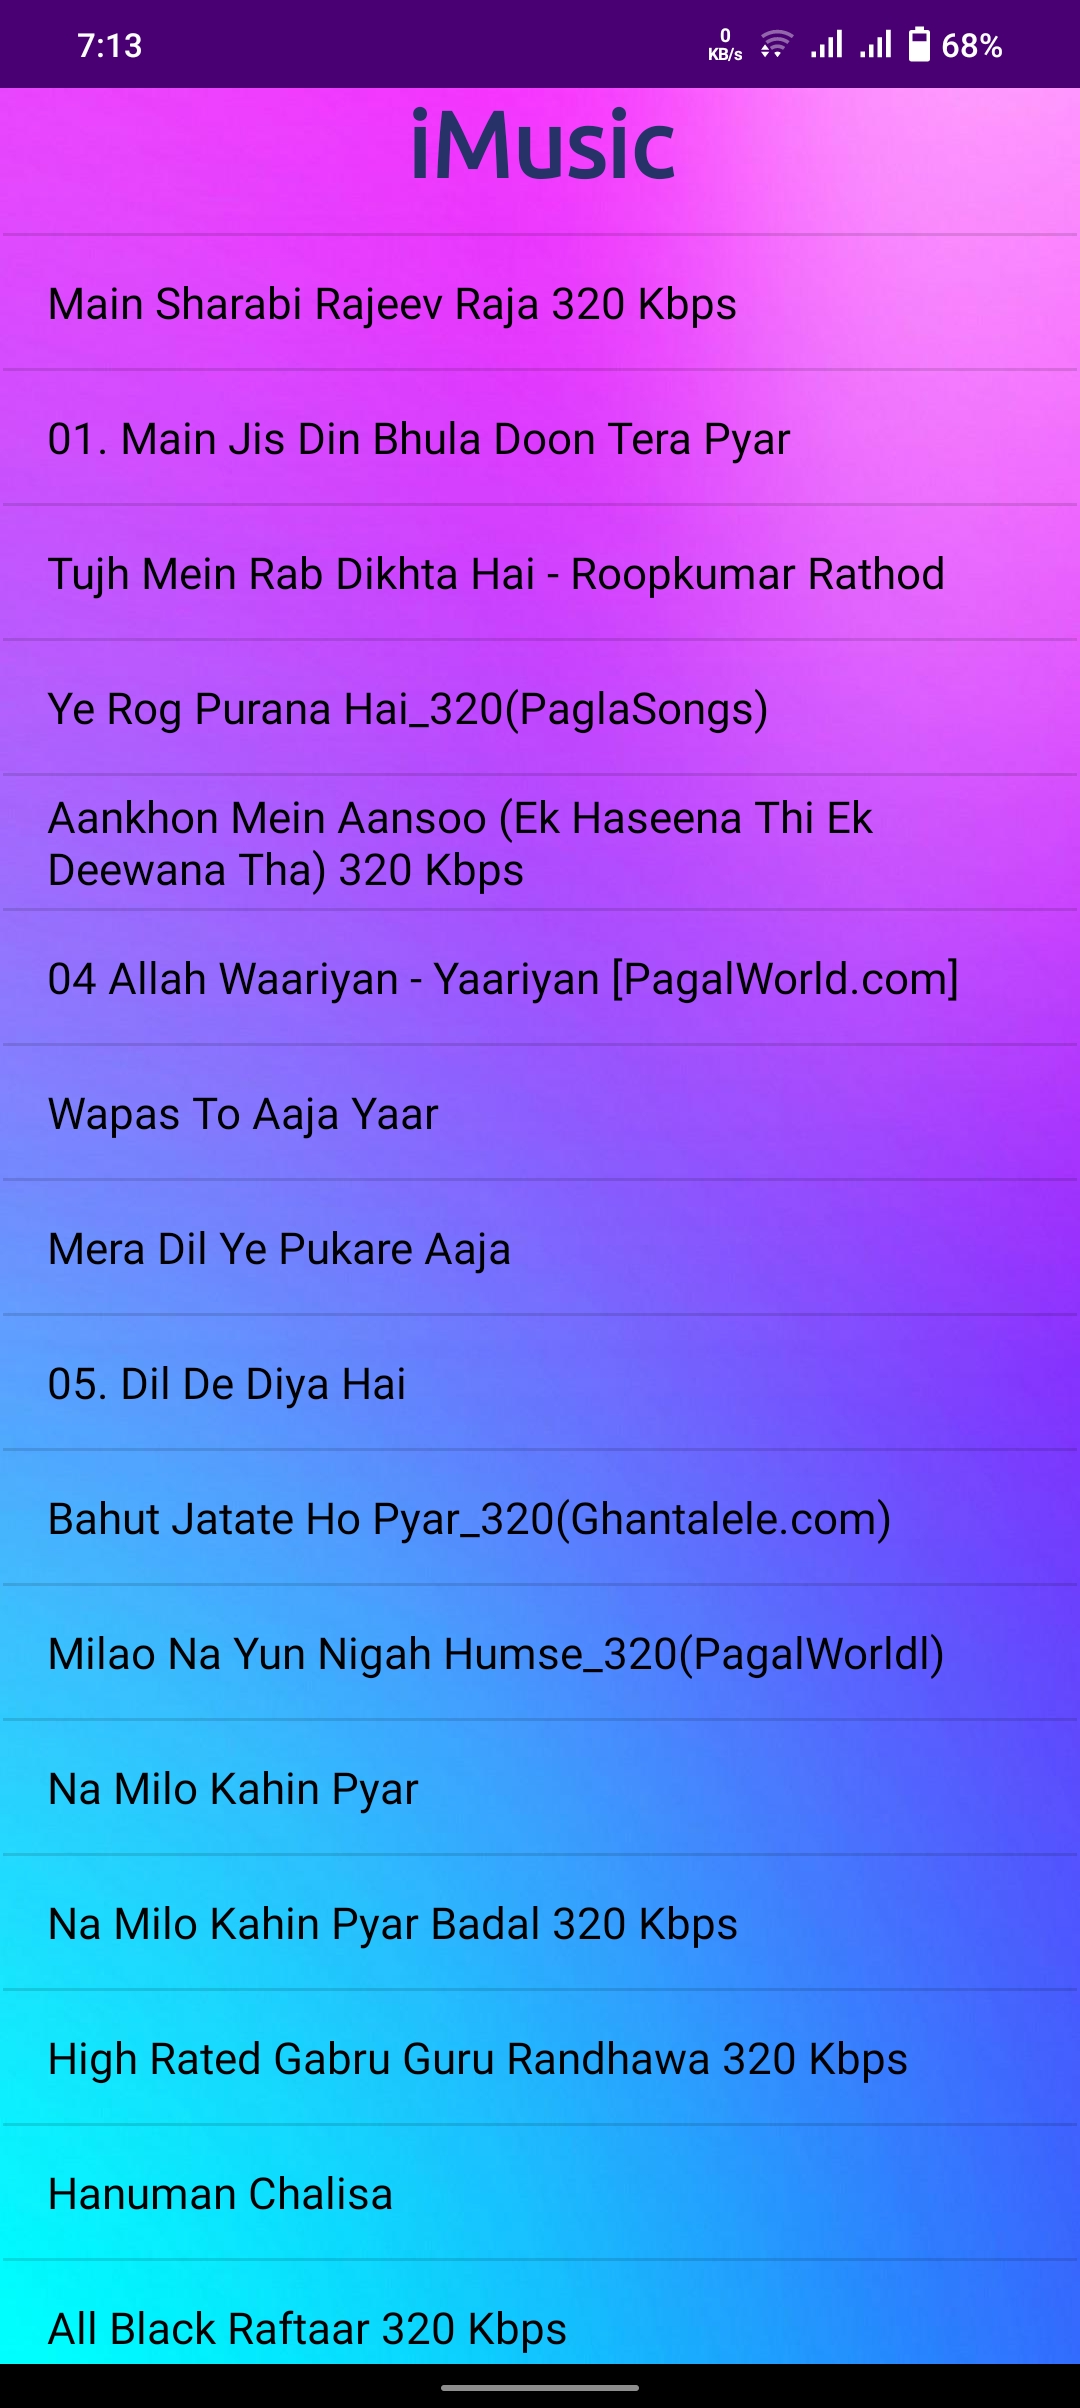 7:13
0
KB/s
68%
iMusic
Main Sharabi Rajeev Raja 320 Kbps
01. Main Jis Din Bhula Doon Tera Pyar
Tujh Mein Rab Dikhta Hai - Roopkumar Rathod
Ye Rog Purana Hai_320(PaglaSongs)
Aankhon Mein Aansoo (Ek Haseena Thi Ek
Deewana Tha) 320 Kbps
04 Allah Waariyan - Yaariyan [PagalWorld.com]
Wapas To Aaja Yaar
Mera Dil Ye Pukare Aaja
05. Dil De Diya Hai
Bahut Jatate Ho Pyar_320(Ghantalele.com)
Milao Na Yun Nigah Humse_320(PagalWorldl)
Na Milo Kahin Pyar
Na Milo Kahin Pyar Badal 320 Kbps
High Rated Gabru Guru Randhawa 320 Kbps
Hanuman Chalisa
All Black Raftaar 320 Kbps